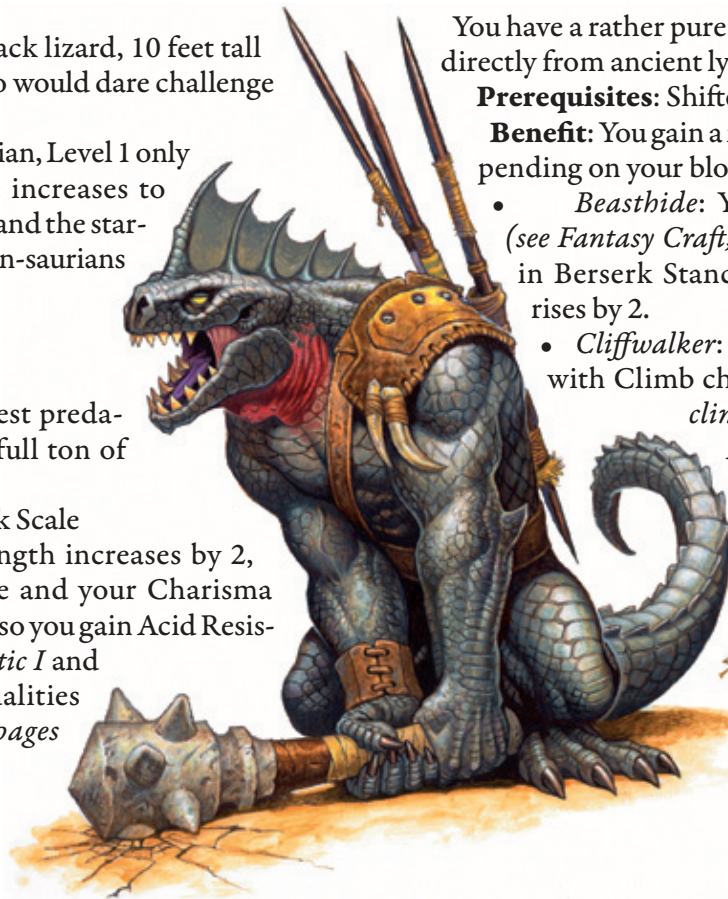 ack lizard, 10 feet tall
o would dare challenge
ian, Level 1 only
increases to
and the star-
n-saurians
est preda-
full ton of
k Scale
ngth increases by 2,
e and your Charisma
so you gain Acid Resis-
tic I and
nalities
pages
You have a rather pure
directly from ancient ly
Prerequisites: Shifte
Benefit: You gain a
pending on your blo
• Beasthide: Y
(see Fantasy Craft,
in Berserk Stanc
rises by 2.
• Cliffwalker:
with Climb ch
clim